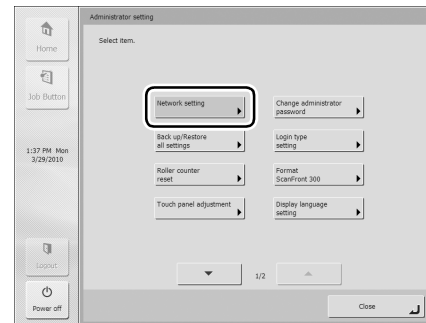 Administrator setting
Select item.
Home
Job Button
1:37 PM Mon
3/29/2010
Logout
Power off
Network setting
Change administrator
password
Back up/Restore
all settings
Login type
setting
Roller counter
reset
Format
ScanFront 300
Touch panel adjustment
Display language
setting
1/2
Close